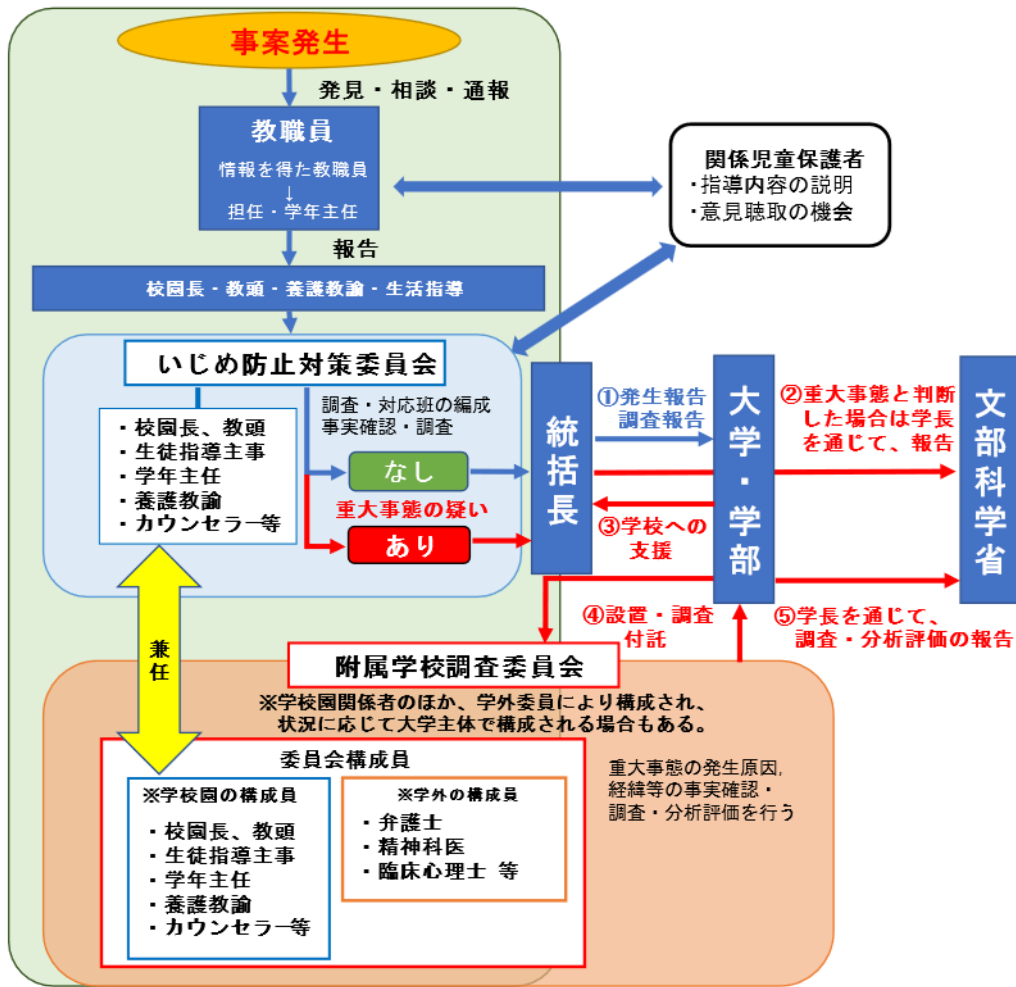 事案発生
発見・相談・通報
教職員
情報を得た教職員
↓
担任・学年主任
関係児童保護者
・指導内容の説明
・意見聴取の機会
報告
校園長・教頭・養護教諭・生活指導
いじめ防止対策委員会
調査・対応班の編成
事実確認・調査
・校園長、教頭
・生徒指導主事
・学年主任
・養護教諭
・カウンセラー等
なし
重大事態の疑い
あり
統括長
①発生報告
調査報告
大学・学部
②重大事態と判断
した場合は学長
を通じて、報告
文部科学省
③学校への
支援
④設置・調査
付託
⑤学長を通じて、
調査・分析評価の報告
兼任
附属学校調査委員会
※学校園関係者のほか、学外委員により構成され、
状況に応じて大学主体で構成される場合もある。
委員会構成員
※学校園の構成員
・校園長、教頭
・生徒指導主事
・学年主任
・養護教諭
・カウンセラー等
※学外の構成員
・弁護士
・精神科医
・臨床心理士 等
重大事態の発生原因,
経緯等の事実確認・
調査・分析評価を行う